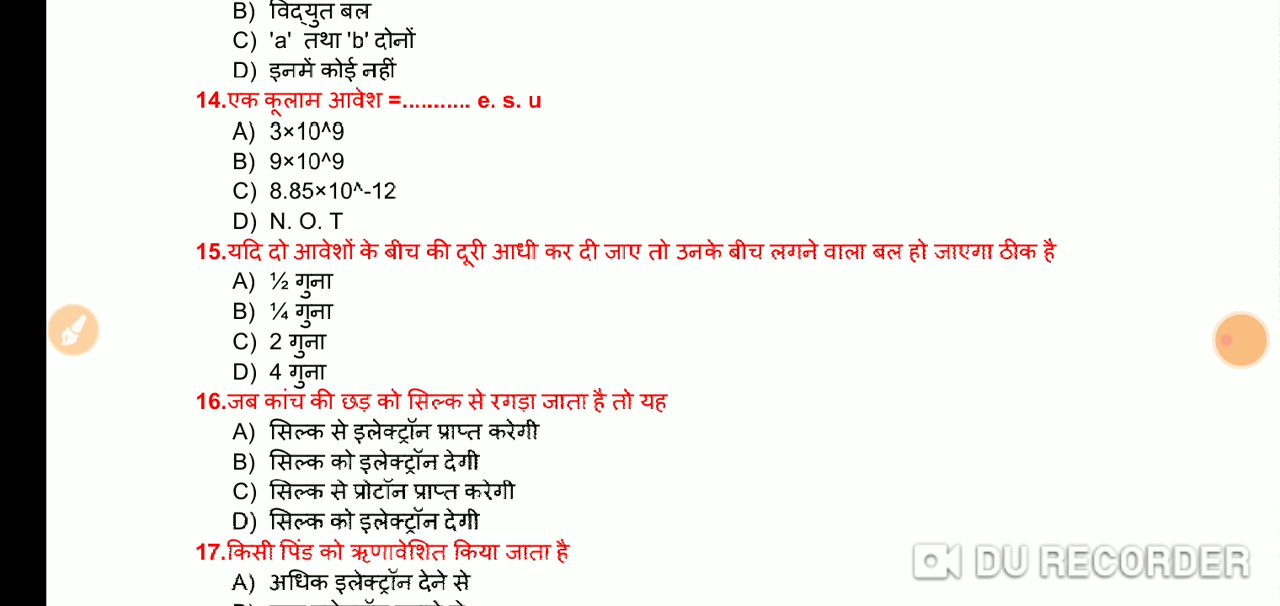 B) विद्युत बल
C) 'a' तथा 'b' दोनों
D) इनमें कोई नहीं
14.एक कूलाम आवेश =........... e. s. u
A) 3×10^9
B) 9×10^9
C) 8.85×10^-12
D) N. O. T
15.यदि दो आवेशों के बीच की दूरी आधी कर दी जाए तो उनके बीच लगने वाला बल हो जाएगा ठीक है
A) ½ गुना
B) ¼ गुना
C) 2 गुना
D) 4 गुना
16.जब कांच की छड़ को सिल्क से रगड़ा जाता है तो यह
A) सिल्क से इलेक्ट्रॉन प्राप्त करेगी
B) सिल्क को इलेक्ट्रॉन देगी
C) सिल्क से प्रोटॉन प्राप्त करेगी
D) सिल्क को इलेक्ट्रॉन देगी
17.किसी पिंड को ऋणावेशित किया जाता है
A) अधिक इलेक्ट्रॉन देने से
DU RECORDER